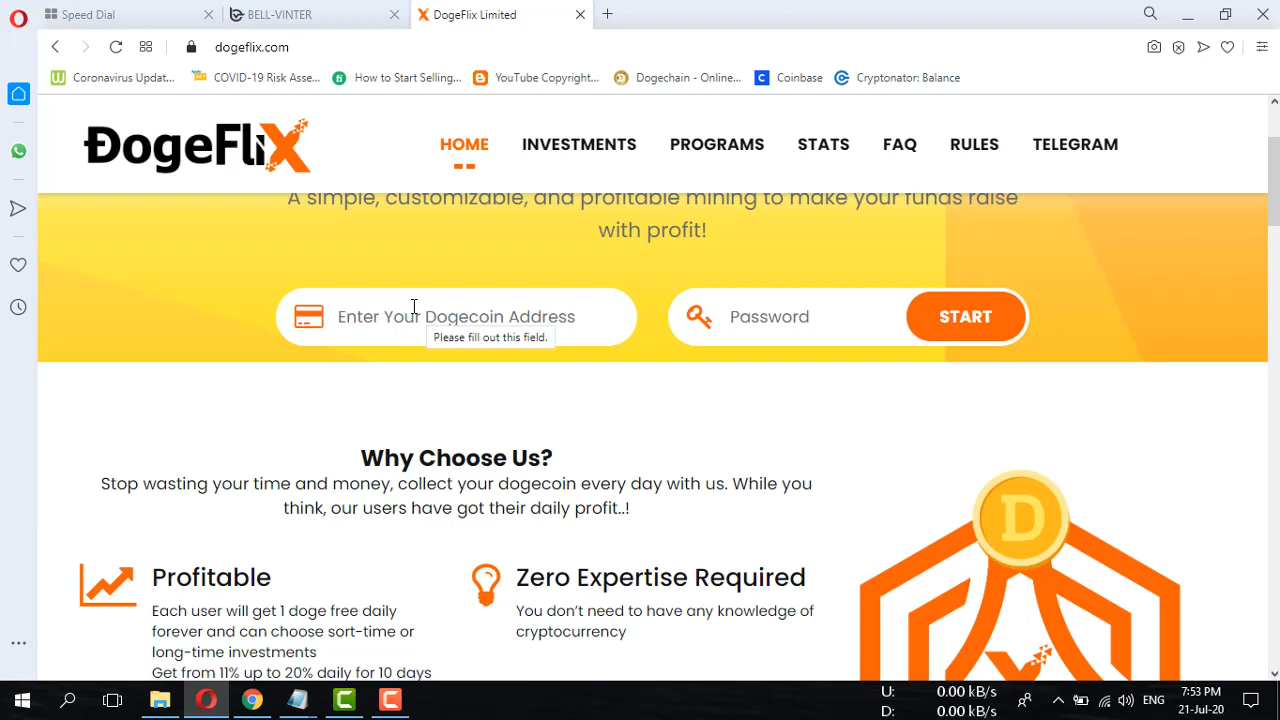 Speed Dial
BELL-VINTER
DogeFlix Limited
dogeflix.com
Coronavirus Updat...
COVID-19 Risk Asse...
How to Start Selling...
YouTube Copyright...
Dogechain - Online...
Coinbase
Cryptonator: Balance
ÐogeFliX
HOME
INVESTMENTS
PROGRAMS
STATS
FAQ
RULES
TELEGRAM
A simple, customizable, and profitable mining to make your funds raise
with profit!
Enter Your Dogecoin Address
Password
START
Please fill out this field.
Why Choose Us?
Stop wasting your time and money, collect your dogecoin every day with us. While you
think, our users have got their daily profit..!
Profitable
Each user will get 1 doge free daily
forever and can choose sort-time or
long-time investments
Get from 11% up to 20% daily for 10 days
Zero Expertise Required
You don't need to have any knowledge of
cryptocurrency
D
U: 0.00 kB/s
D: 0.00 kB/s
ENG
7:53 PM
21-Jul-20